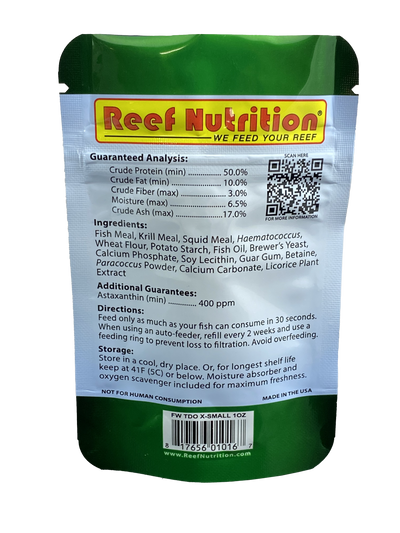 Reef Nutrition®
WE FEED YOUR REEF
SCAN HERE
Guaranteed Analysis:
Crude Protein (min) ............... 50.0%
Crude Fat (min) ..................... 10.0%
Crude Fiber (max) .................. 3.0%
Moisture (max) ...................... 6.5%
Crude Ash (max) ................... 17.0%
FOR MORE INFORMATION
Ingredients:
Fish Meal, Krill Meal, Squid Meal, Haematococcus,
Wheat Flour, Potato Starch, Fish Oil, Brewer's Yeast,
Calcium Phosphate, Soy Lecithin, Guar Gum, Betaine,
Paracoccus Powder, Calcium Carbonate, Licorice Plant
Extract
Additional Guarantees:
Astaxanthin (min) .......... 400 ppm
Directions:
Feed only as much as your fish can consume in 30 seconds.
When using an auto-feeder, refill every 2 weeks and use a
feeding ring to prevent loss to filtration. Avoid overfeeding.
Storage:
Store in a cool, dry place. Or, for longest shelf life
keep at 41F (5C) or below. Moisture absorber and
oxygen scavenger included for maximum freshness.
NOT FOR HUMAN CONSUMPTION
MADE IN THE USA
FW TDO X-SMALL 1OZ
8 17656 01016 7
www.ReefNutrition.com